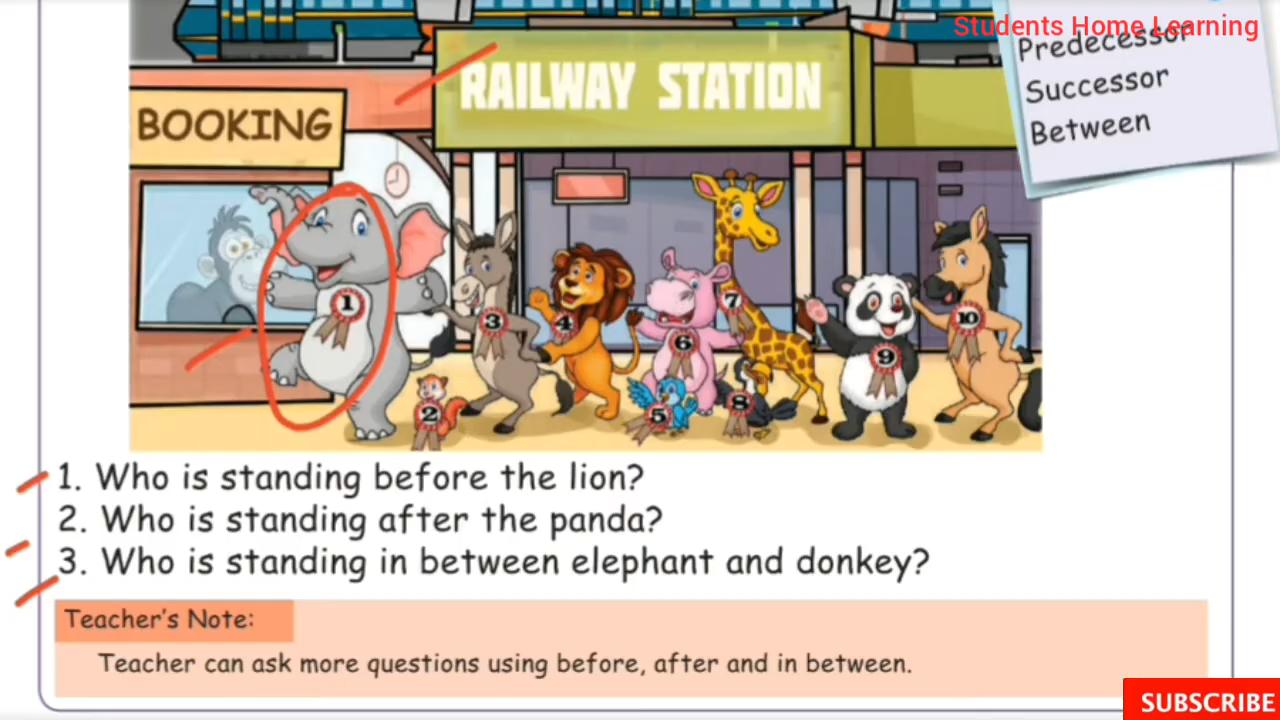 Students Home Learning
Predecessor
Successor
Between
RAILWAY STATION
BOOKING
1
2
3
4
5
6
7
8
9
10
1. Who is standing before the lion?
2. Who is standing after the panda?
3. Who is standing in between elephant and donkey?
Teacher's Note:
Teacher can ask more questions using before, after and in between.
SUBSCRIBE